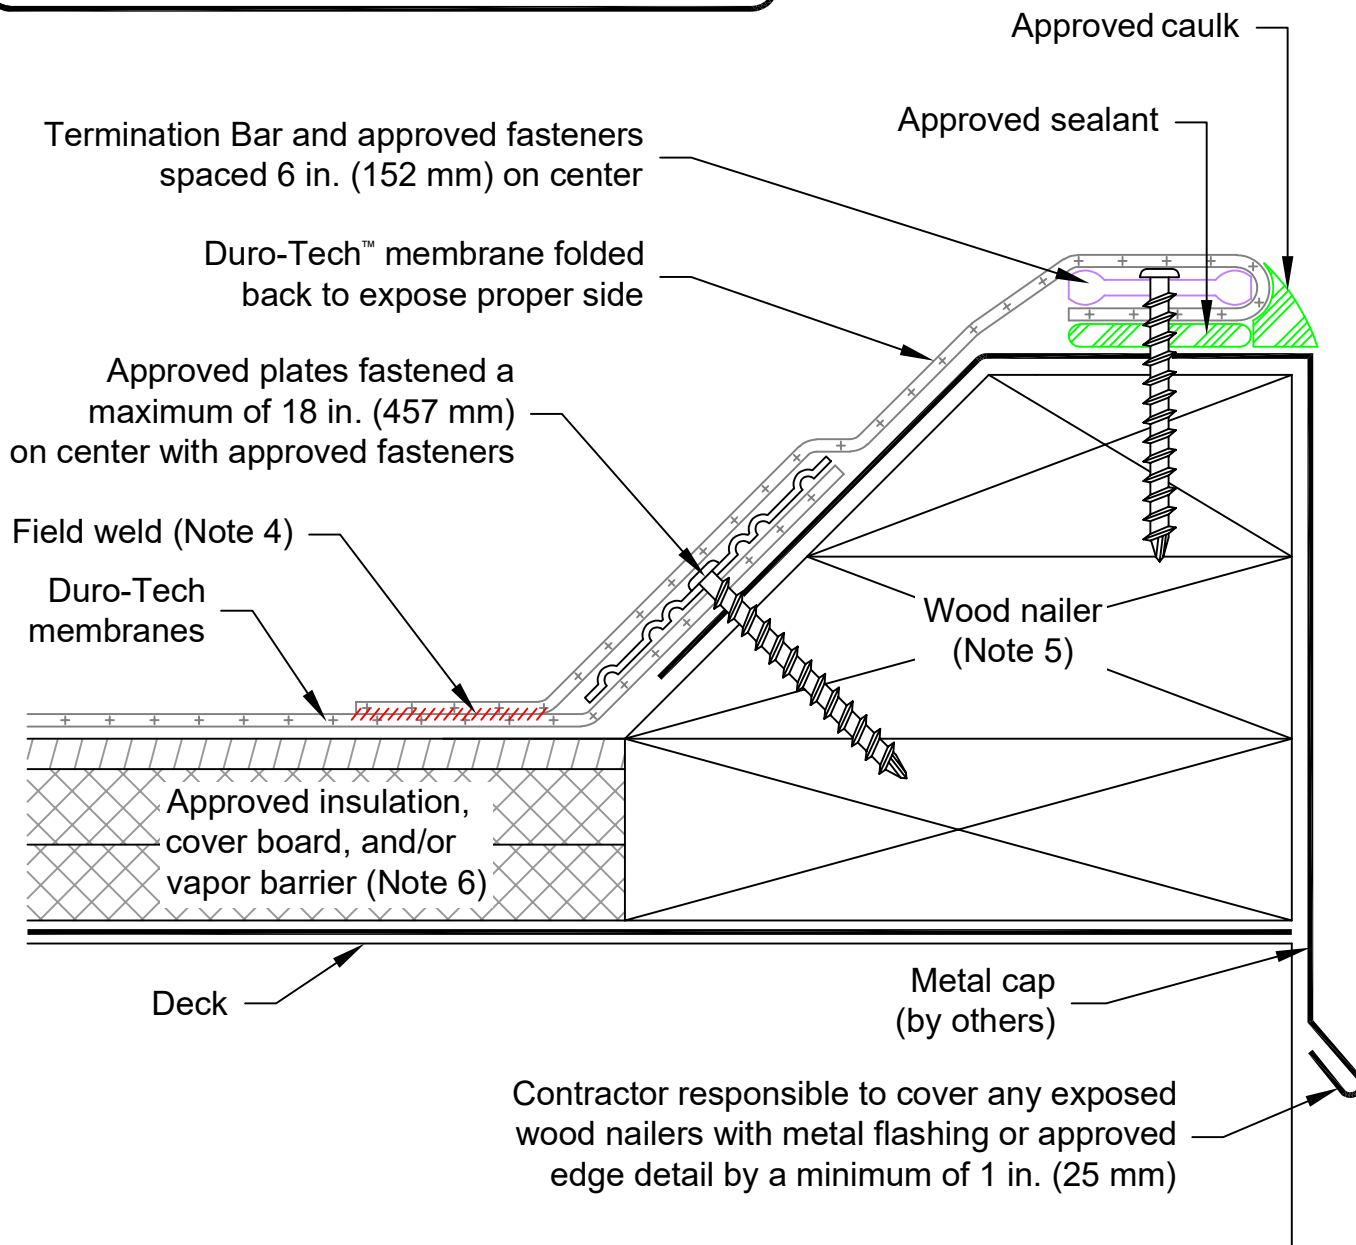 Approved caulk
Approved sealant
Termination Bar and approved fasteners
spaced 6 in. (152 mm) on center
Duro-Tech™ membrane folded
back to expose proper side
Approved plates fastened a
maximum of 18 in. (457 mm)
on center with approved fasteners
Field weld (Note 4)
Duro-Tech
membranes
Wood nailer
(Note 5)
Approved insulation,
cover board, and/or
vapor barrier (Note 6)
Deck
Metal cap
(by others)
Contractor responsible to cover any exposed
wood nailers with metal flashing or approved
edge detail by a minimum of 1 in. (25 mm)